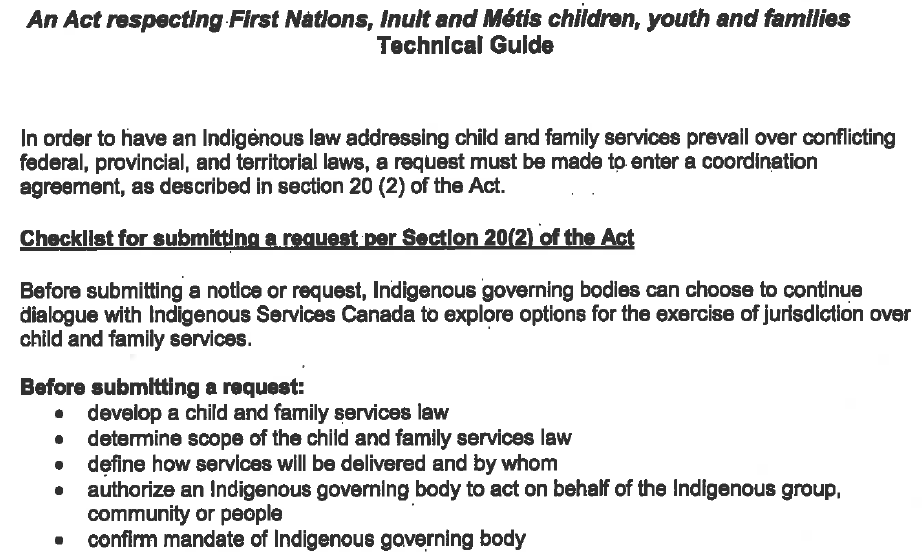 An Act respecting First Nations, Inuit and Métis children, youth and families
Technical Guide
In order to have an Indigenous law addressing child and family services prevail over conflicting
federal, provincial, and territorial laws, a request must be made to enter a coordination
agreement, as described in section 20 (2) of the Act.
Checklist for submitting a request per Section 20(2) of the Act
Before submitting a notice or request, Indigenous governing bodies can choose to continue
dialogue with Indigenous Services Canada to explore options for the exercise of jurisdiction over
child and family services.
Before submitting a request:
• develop a child and family services law
• determine scope of the child and family services law
• define how services will be delivered and by whom
• authorize an Indigenous governing body to act on behalf of the Indigenous group,
community or people
• confirm mandate of Indigenous governing body